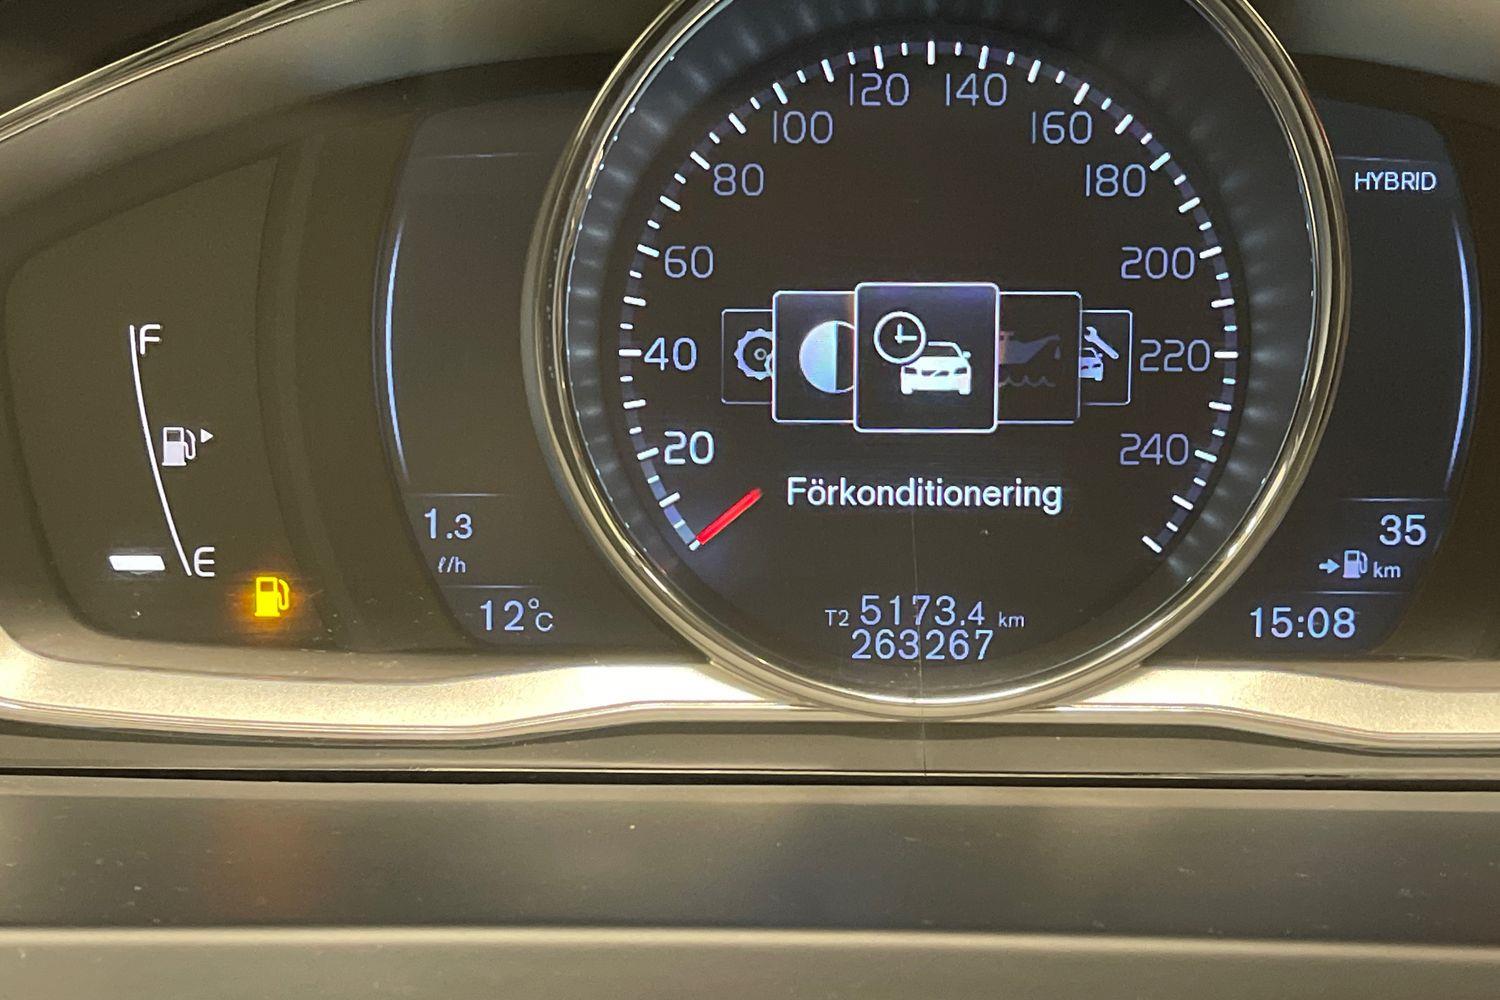 120 140
100 160
80 180
HYBRID
60 200
F
40 220
20 240
Förkonditionering
1.3
35
ℓ/h
E
km
12°C
T2 5173.4 km
15:08
263267